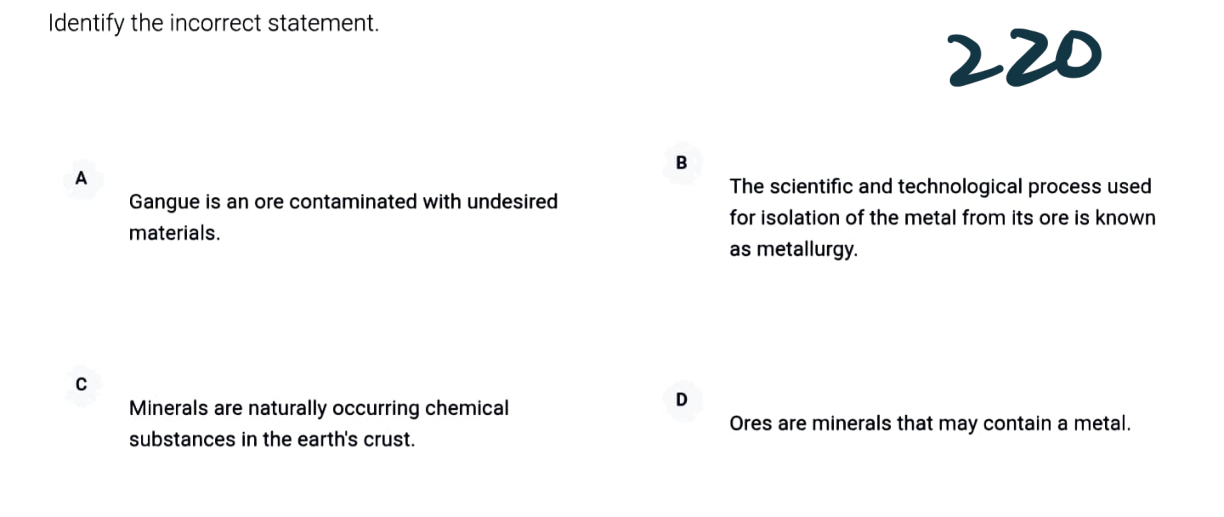 Identify the incorrect statement.
220
A
Gangue is an ore contaminated with undesired
materials.
B
The scientific and technological process used
for isolation of the metal from its ore is known
as metallurgy.
C
Minerals are naturally occurring chemical
substances in the earth's crust.
D
Ores are minerals that may contain a metal.